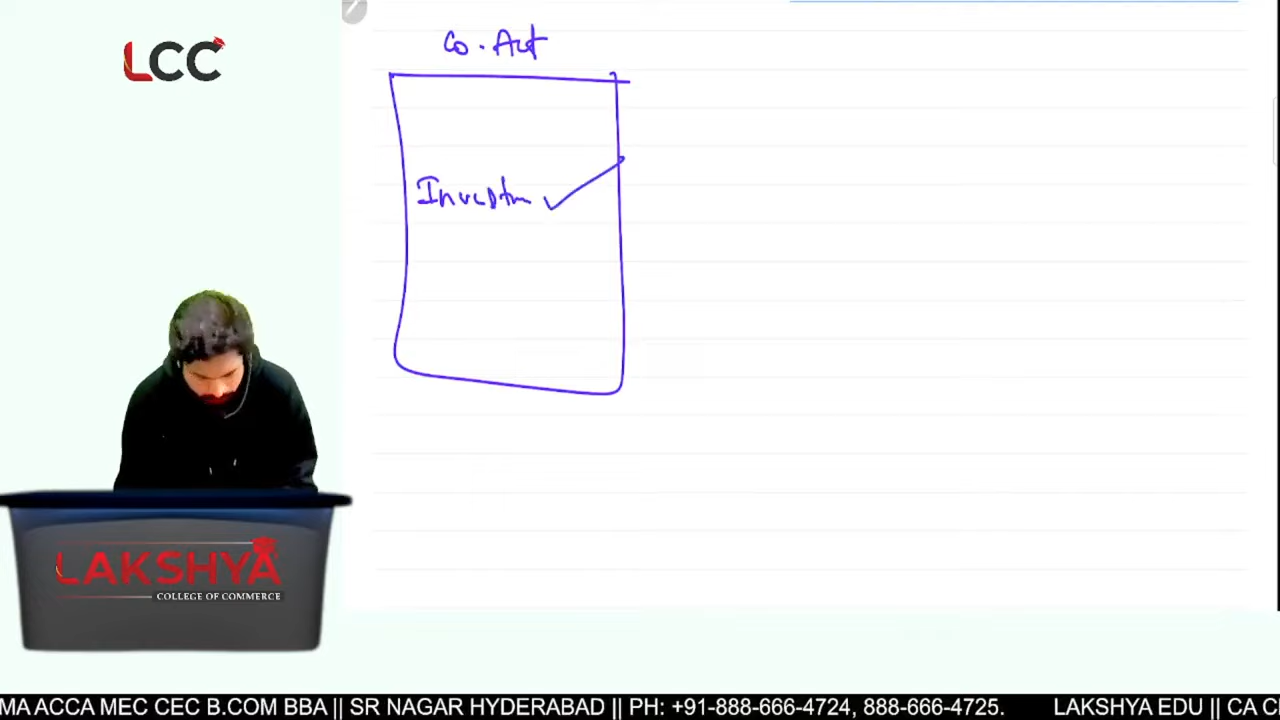 Co. Act
LCC
Investm
LAKSHYA
COLLEGE OF COMMERCE
MA ACCA MEC CEC B.COM BBA || SR NAGAR HYDERABAD || PH: +91-888-666-4724, 888-666-4725. LAKSHYA EDU || CA C